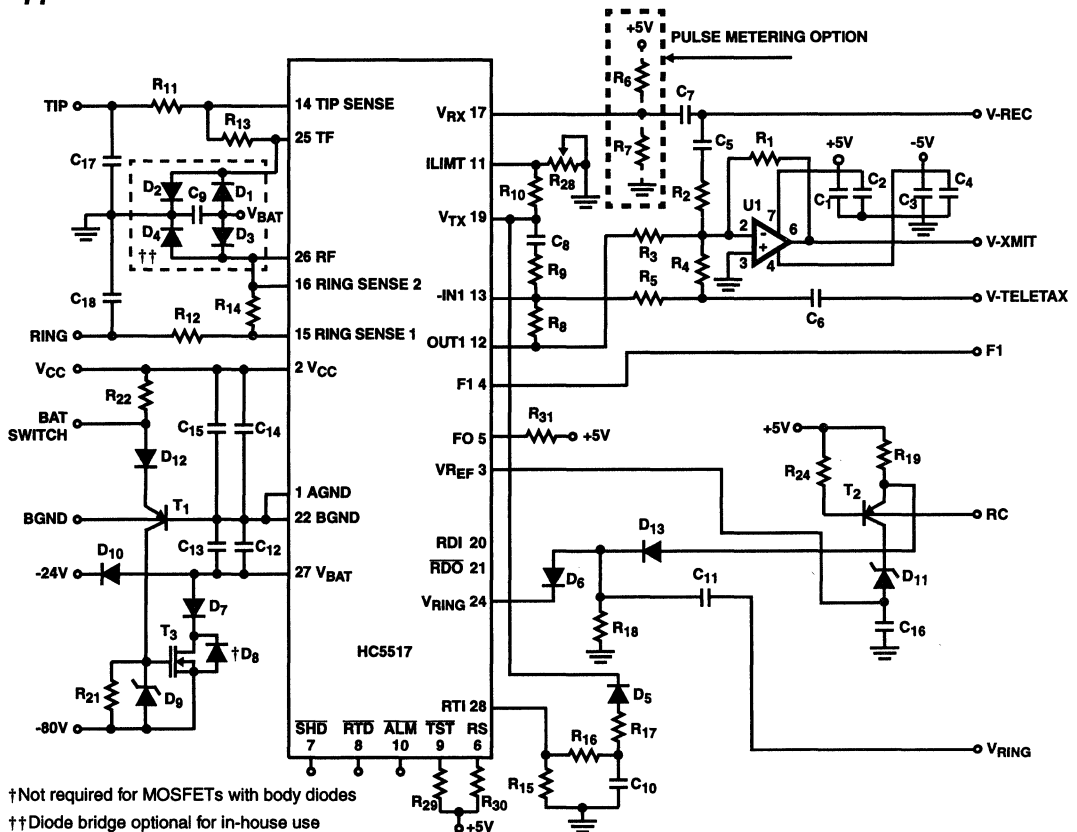 +5V
PULSE METERING OPTION
R6
R11
TIP
14 TIP SENSE
VRX 17
C7
V-REC
R13
25 TF
C5
R1
+5V
-5V
C17
ILIMT 11
R7
R28
R10
R2
C2
C4
C1
C3
D2
C9
D1
VBAT
VTX 19
U1
7
2
-
6
V-XMIT
+
3
4
D4
D3
††
C8
R3
R4
26 RF
R9
R5
16 RING SENSE 2
-IN1 13
V-TELETAX
C18
R14
R12
R8
C6
RING
15 RING SENSE 1
OUT1 12
F1
VCC
2 VCC
F1 4
R22
R31
BAT
SWITCH
C15
C14
FO 5
+5V
+5V
R19
D12
VREF 3
R24
T2
1 AGND
T1
BGND
22 BGND
RC
D13
D10
C13
C12
RDI 20
RDO 21
D11
-24V
27 VBAT
D6
C11
D7
VRING 24
C16
T3
R18
†D8
HC5517
R21
D9
D5
RTI 28
R17
-80V
SHD
RTD
ALM
TST
RS
R16
VRING
7
8
10
9
6
R15
C10
R29
R30
†Not required for MOSFETs with body diodes
††Diode bridge optional for in-house use
+5V